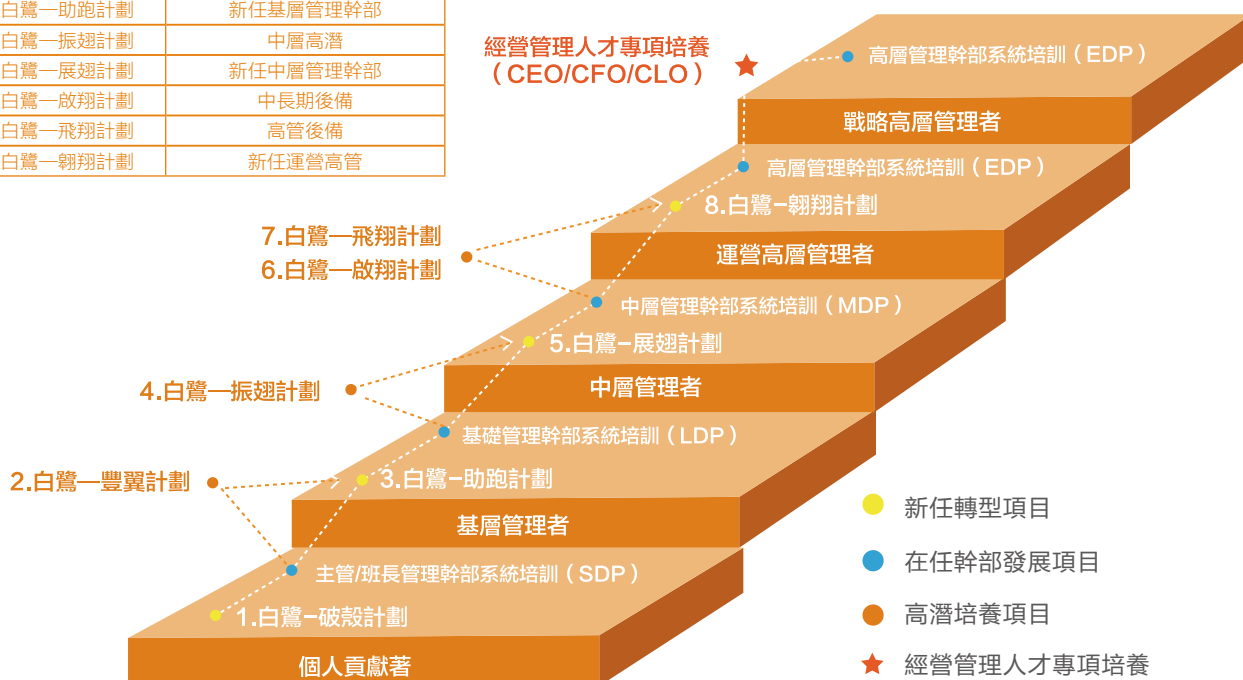 白鷺—助跑計劃 新任基層管理幹部
白鷺—振翅計劃 中層高潛
白鷺—展翅計劃 新任中層管理幹部
白鷺—啟翔計劃 中長期後備
白鷺—飛翔計劃 高管後備
白鷺—翱翔計劃 新任運營高管
經營管理人才專項培養
（CEO/CFO/CLO）
高層管理幹部系統培訓（EDP）
戰略高層管理者
高層管理幹部系統培訓（EDP）
8.白鷺-翱翔計劃
7.白鷺—飛翔計劃
6.白鷺—啟翔計劃
運營高層管理者
中層管理幹部系統培訓（MDP）
5.白鷺-展翅計劃
4.白鷺—振翅計劃
中層管理者
基礎管理幹部系統培訓（LDP）
3.白鷺-助跑計劃
2.白鷺—豐翼計劃
基層管理者
主管/班長管理幹部系統培訓（SDP）
1.白鷺-破殼計劃
個人貢獻著
新任轉型項目
在任幹部發展項目
高潛培養項目
經營管理人才專項培養